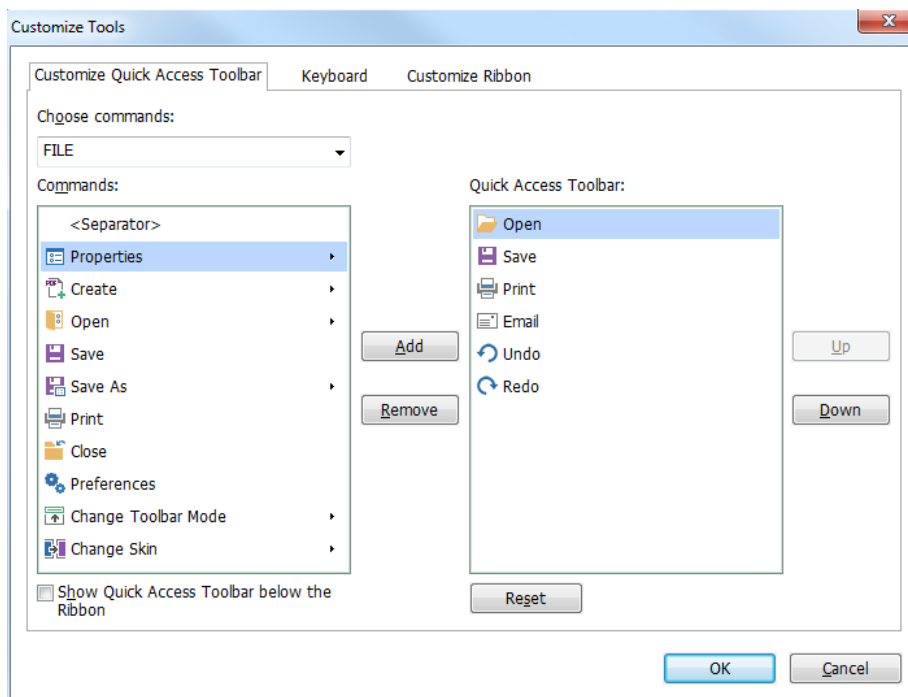 Customize Tools
Customize Quick Access Toolbar
Keyboard
Customize Ribbon
Choose commands:
FILE
Commands:
<Separator>
Properties
Create
Open
Save
Save As
Print
Close
Preferences
Change Toolbar Mode
Change Skin
Show Quick Access Toolbar below the
Ribbon
Add
Remove
Quick Access Toolbar:
Open
Save
Print
Email
Undo
Redo
Reset
Up
Down
OK
Cancel